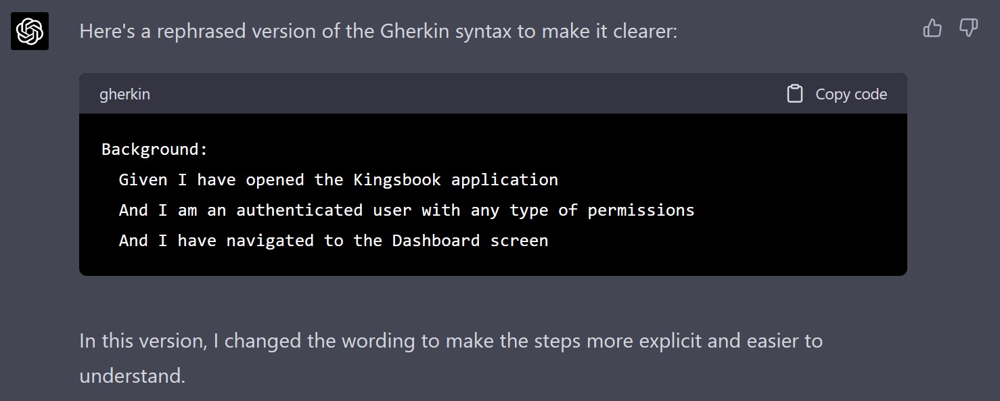 Here's a rephrased version of the Gherkin syntax to make it clearer:
gherkin
Copy code
Background:
Given I have opened the Kingsbook application
And I am an authenticated user with any type of permissions
And I have navigated to the Dashboard screen
In this version, I changed the wording to make the steps more explicit and easier to
understand.